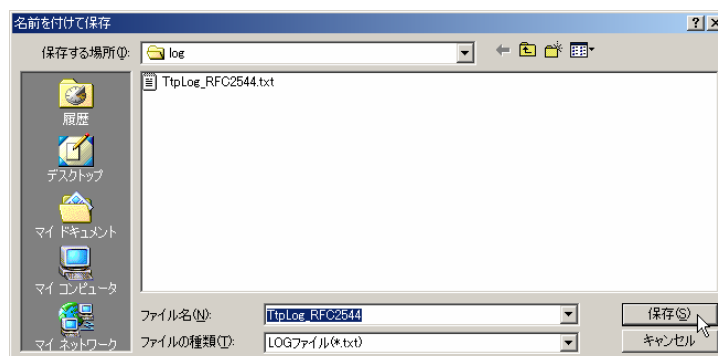 名前を付けて保存
保存する場所(I):
log
TtpLog_RFC2544.txt
履歴
デスクトップ
マイ ドキュメント
マイ コンピュータ
マイ ネットワーク
ファイル名(N):
TtpLog_RFC2544
保存(S)
ファイルの種類(T):
LOGファイル(*.txt)
キャンセル